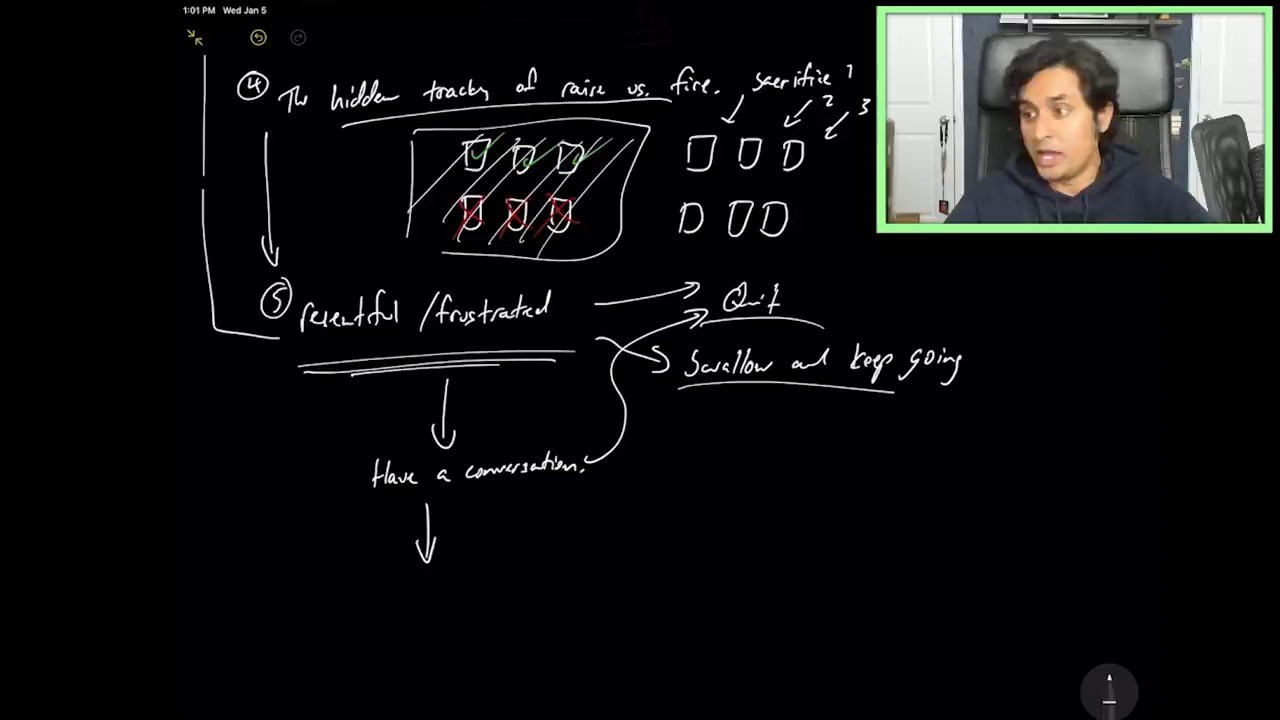 1:01 PM Wed Jan 5
④ The hidden tracking of raise vs. fire. sacrifice 1
2
3
⑤ resentful /frustrated
Quit
Swallow and keep going
Have a conversation.